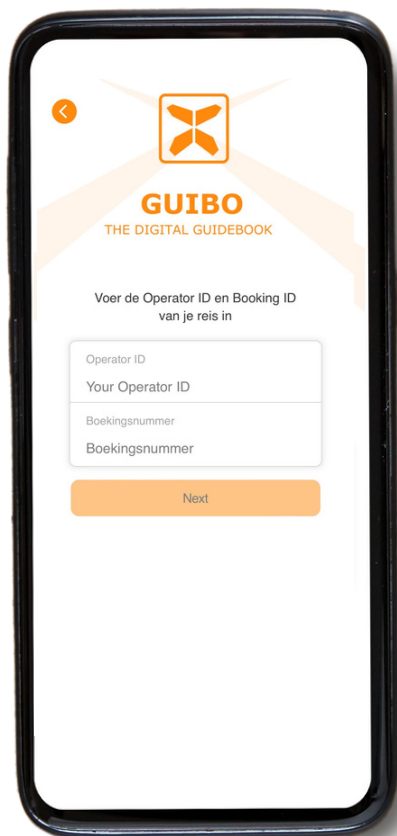 GUIBO
THE DIGITAL GUIDEBOOK
Voer de Operator ID en Booking ID
van je reis in
Operator ID
Your Operator ID
Boekingsnummer
Boekingsnummer
Next